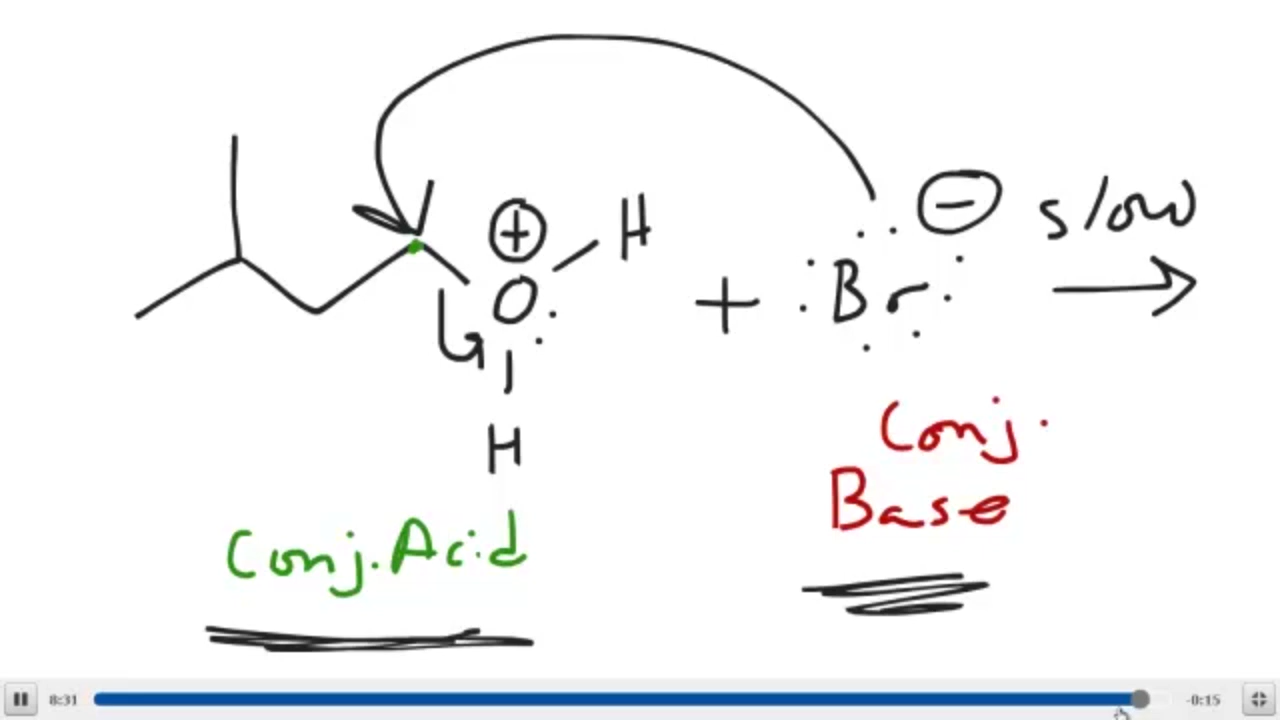 ⊕ H ⊖ slow
O + Br →
H
Conj.
Base
Conj. Acid
8:31 -0:15